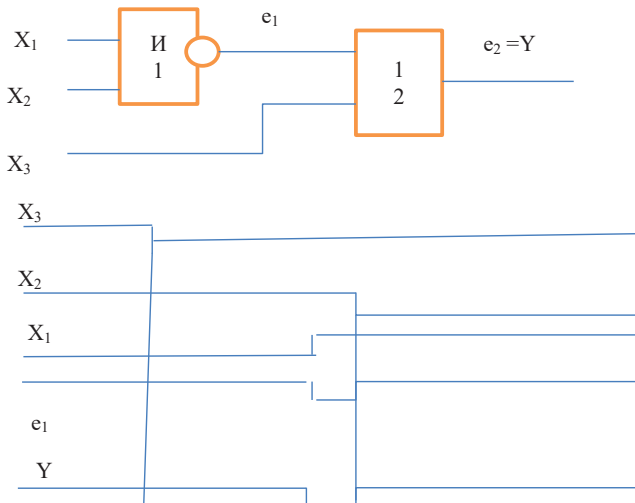 X₁
X₂
X₃
И
1
e₁
1
2
e₂ =Y
X₃
X₂
X₁
e₁
Y